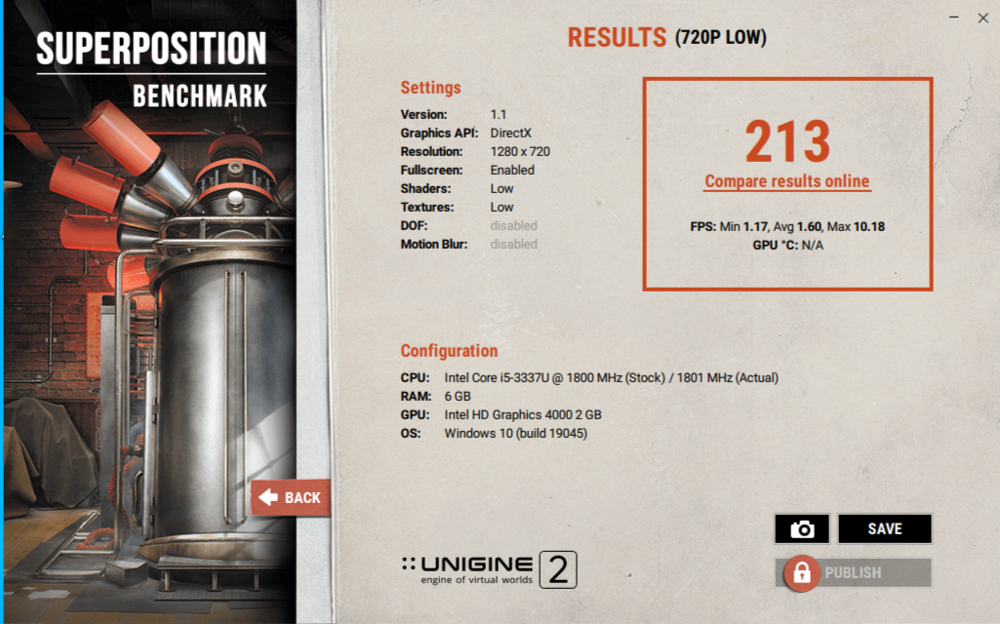 SUPERPOSITION
BENCHMARK
RESULTS (720P LOW)
Settings
Version: 1.1
Graphics API: DirectX
Resolution: 1280 x 720
Fullscreen: Enabled
Shaders: Low
Textures: Low
DOF: disabled
Motion Blur: disabled
213
Compare results online
FPS: Min 1.17, Avg 1.60, Max 10.18
GPU °C: N/A
Configuration
CPU: Intel Core i5-3337U @ 1800 MHz (Stock) / 1801 MHz (Actual)
RAM: 6 GB
GPU: Intel HD Graphics 4000 2 GB
OS: Windows 10 (build 19045)
BACK
SAVE
PUBLISH
UNIGINE 2
engine of virtual worlds